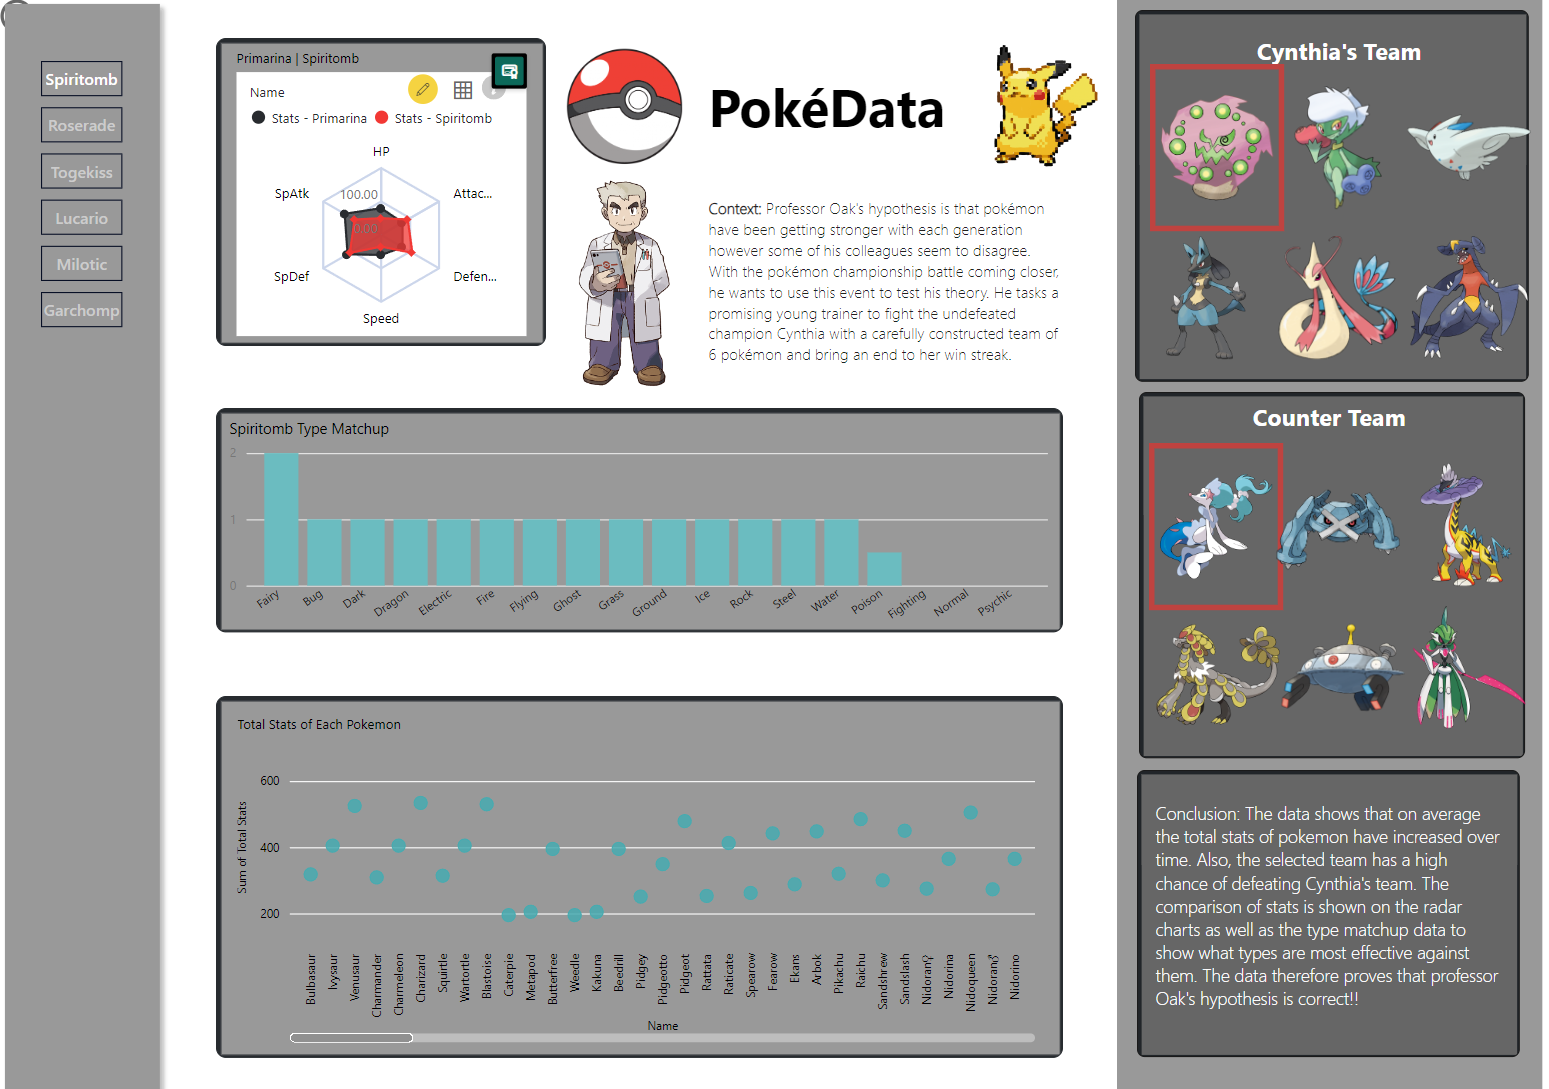 Spiritomb
Roserade
Togekiss
Lucario
Milotic
Garchomp
Primarina | Spiritomb
Name
Stats - Primarina
Stats - Spiritomb
HP
SpAtk
100.00
Attac...
0.00
SpDef
Defen...
Speed
PokéData
Context: Professor Oak's hypothesis is that pokémon
have been getting stronger with each generation
however some of his colleagues seem to disagree.
With the pokémon championship battle coming closer,
he wants to use this event to test his theory. He tasks a
promising young trainer to fight the undefeated
champion Cynthia with a carefully constructed team of
6 pokémon and bring an end to her win streak.
Spiritomb Type Matchup
2
1
0
Fairy
Bug
Dark
Dragon
Electric
Fire
Flying
Ghost
Grass
Ground
Ice
Rock
Steel
Water
Poison
Fighting
Normal
Psychic
Total Stats of Each Pokemon
Sum of Total Stats
600
400
200
Bulbasaur
Ivysaur
Venusaur
Charmander
Charmeleon
Charizard
Squirtle
Wartortle
Blastoise
Caterpie
Metapod
Butterfree
Weedle
Kakuna
Beedrill
Pidgey
Pidgeotto
Pidgeot
Rattata
Raticate
Spearow
Fearow
Ekans
Arbok
Pikachu
Raichu
Sandshrew
Sandslash
Nidoran♀
Nidorina
Nidoqueen
Nidoran♂
Nidorino
Name
Cynthia's Team
Counter Team
Conclusion: The data shows that on average
the total stats of pokemon have increased over
time. Also, the selected team has a high
chance of defeating Cynthia's team. The
comparison of stats is shown on the radar
charts as well as the type matchup data to
show what types are most effective against
them. The data therefore proves that professor
Oak's hypothesis is correct!!